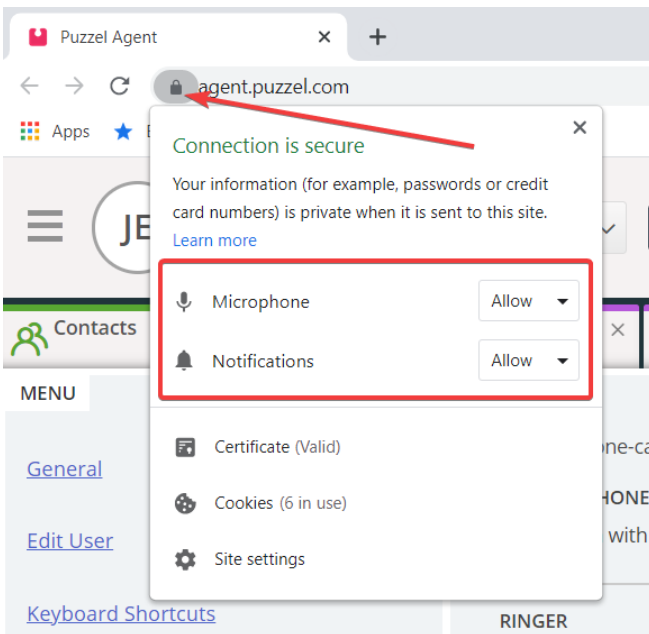 Puzzel Agent
agent.puzzel.com
Apps
Connection is secure
Your information (for example, passwords or credit
card numbers) is private when it is sent to this site.
Learn more
JE
Microphone Allow
Notifications Allow
Contacts
MENU
Certificate (Valid)
Cookies (6 in use)
Site settings
General
Edit User
Keyboard Shortcuts
with
RINGER